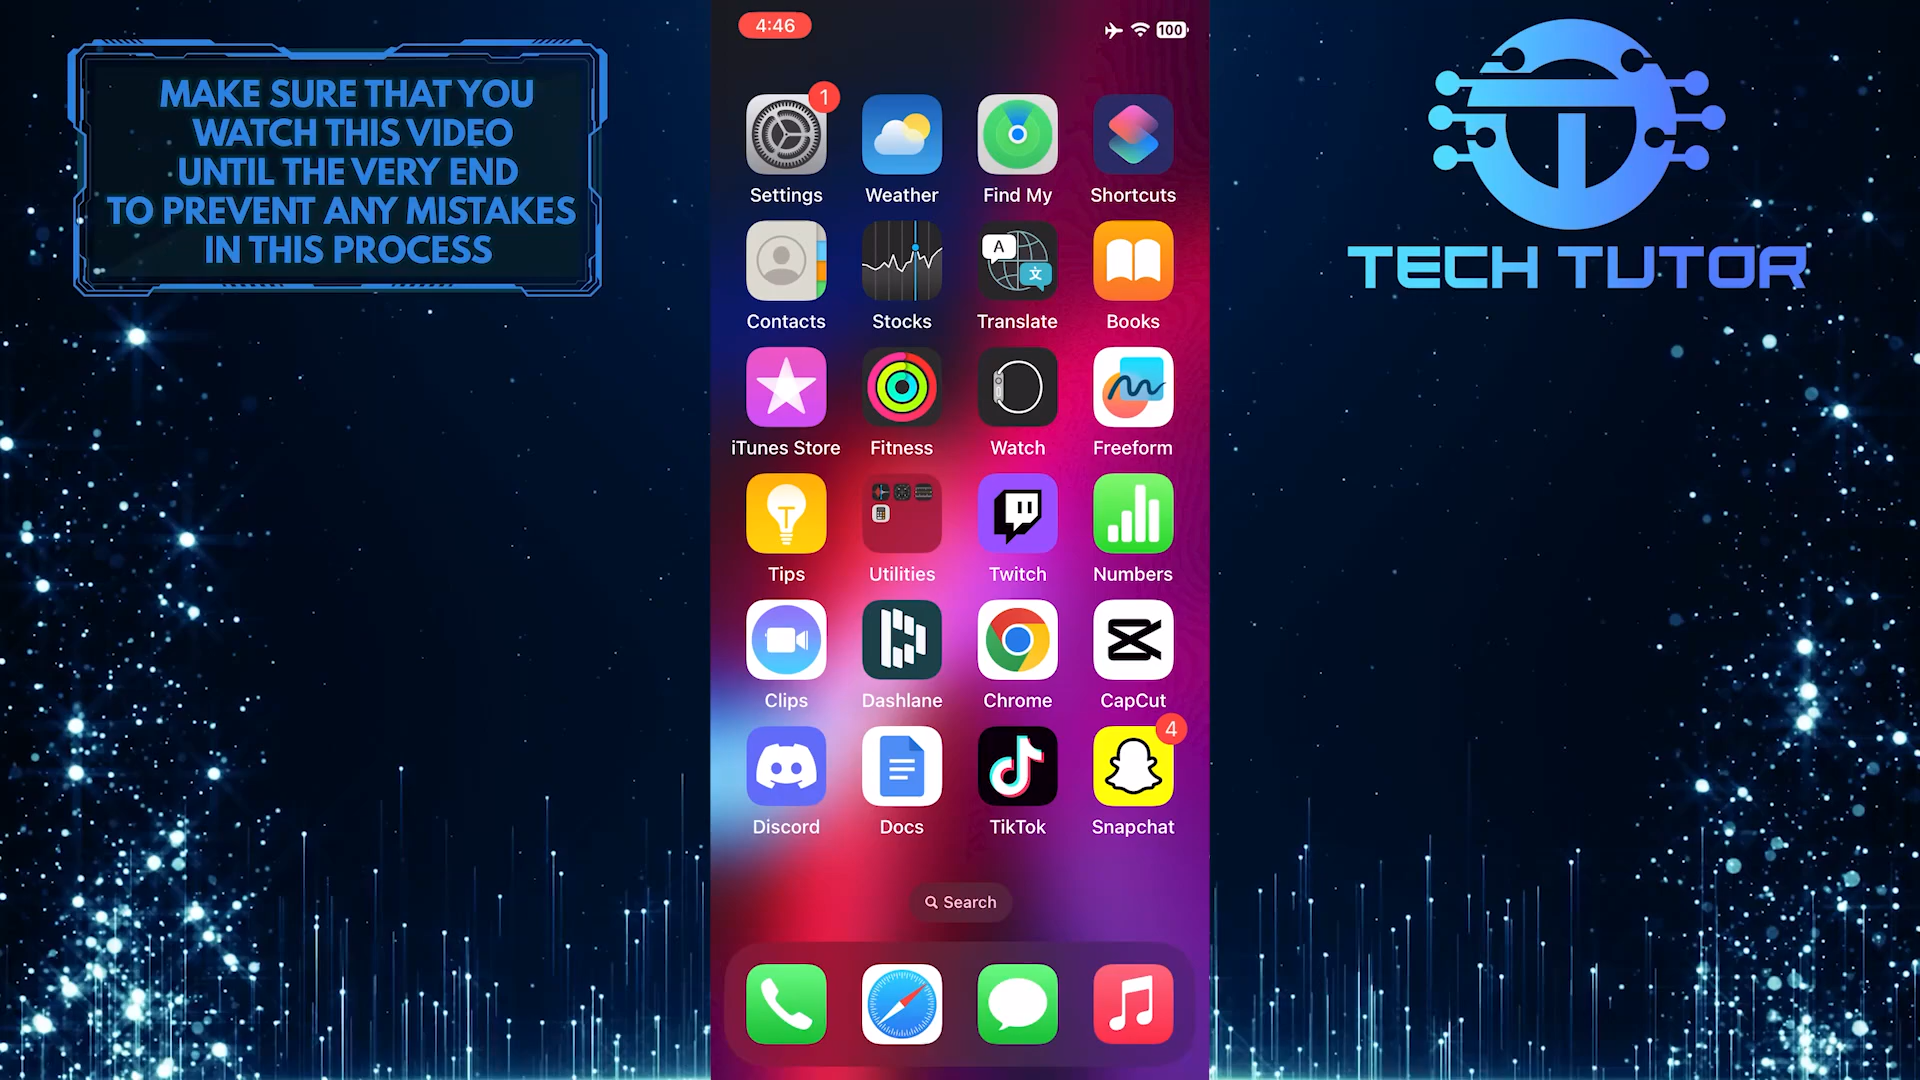 MAKE SURE THAT YOU
WATCH THIS VIDEO
UNTIL THE VERY END
TO PREVENT ANY MISTAKES
IN THIS PROCESS
4:46
100
TECH TUTOR
1
Settings
Weather
Find My
Shortcuts
A
文
Contacts
Stocks
Translate
Books
iTunes Store
Fitness
Watch
Freeform
Tips
Utilities
Twitch
Numbers
Clips
Dashlane
Chrome
CapCut
4
Discord
Docs
TikTok
Snapchat
Search